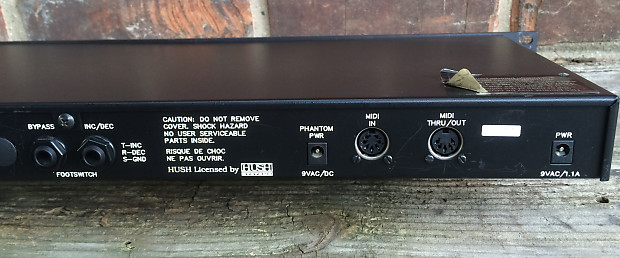 BYPASS
INC/DEC
T-INC
R-DEC
S-GND
FOOTSWITCH
CAUTION: DO NOT REMOVE
COVER. SHOCK HAZARD
NO USER SERVICEABLE
PARTS INSIDE.
RISQUE DE CHOC
NE PAS OUVRIR.
HUSH Licensed by HUSH
PHANTOM
PWR
9VAC/DC
MIDI
IN
MIDI
THRU/OUT
PWR
9VAC/1.1A